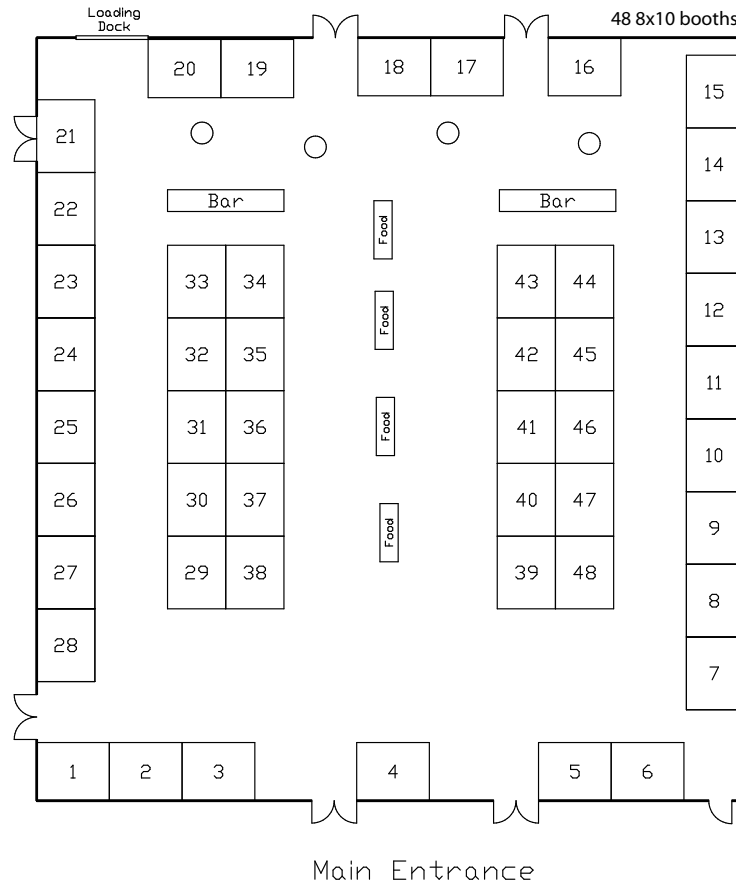 Loading
Dock
48 8x10 booths
20 19 18 17 16
15
21
14
22
Bar Bar
Food
13
23 33 34 43 44
12
Food
24 32 35 42 45
11
25 31 36 Food 41 46
10
26 30 37 40 47
9
Food
27 29 38 39 48
8
28
7
1 2 3 4 5 6
Main Entrance